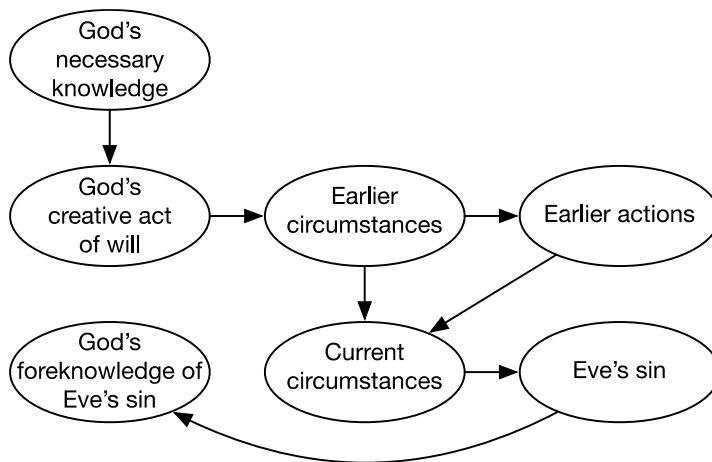 God’s
necessary
knowledge
God’s
creative act
of will
Earlier
circumstances
Earlier actions
God’s
foreknowledge of
Eve’s sin
Current
circumstances
Eve’s sin